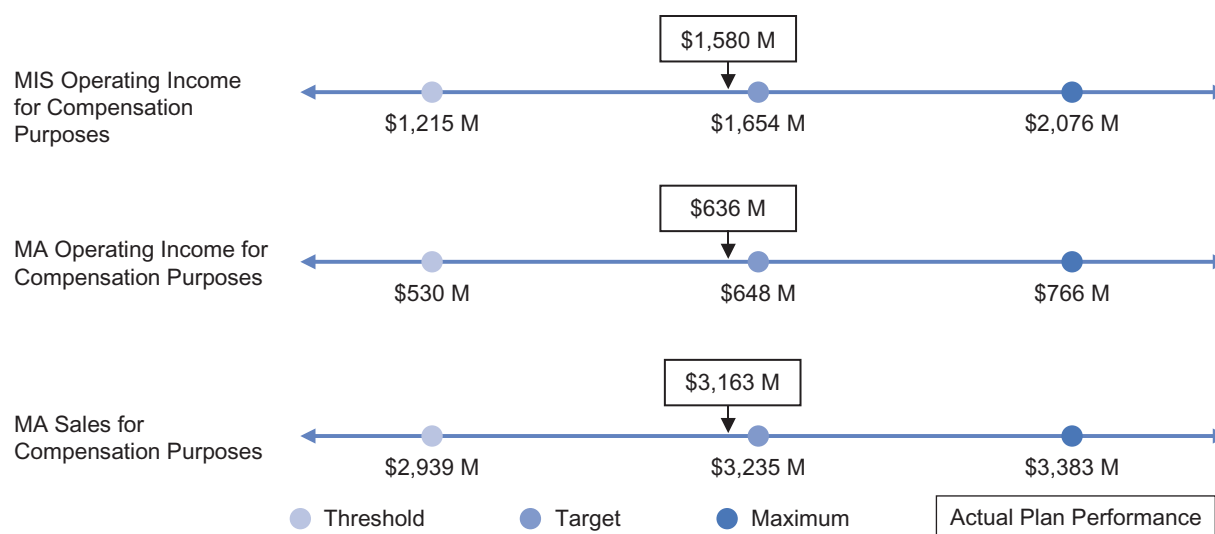 $1,580 M
MIS Operating Income
for Compensation
Purposes
$1,215 M $1,654 M $2,076 M
$636 M
MA Operating Income for
Compensation Purposes
$530 M $648 M $766 M
$3,163 M
MA Sales for
Compensation Purposes
$2,939 M $3,235 M $3,383 M
Threshold Target Maximum Actual Plan Performance